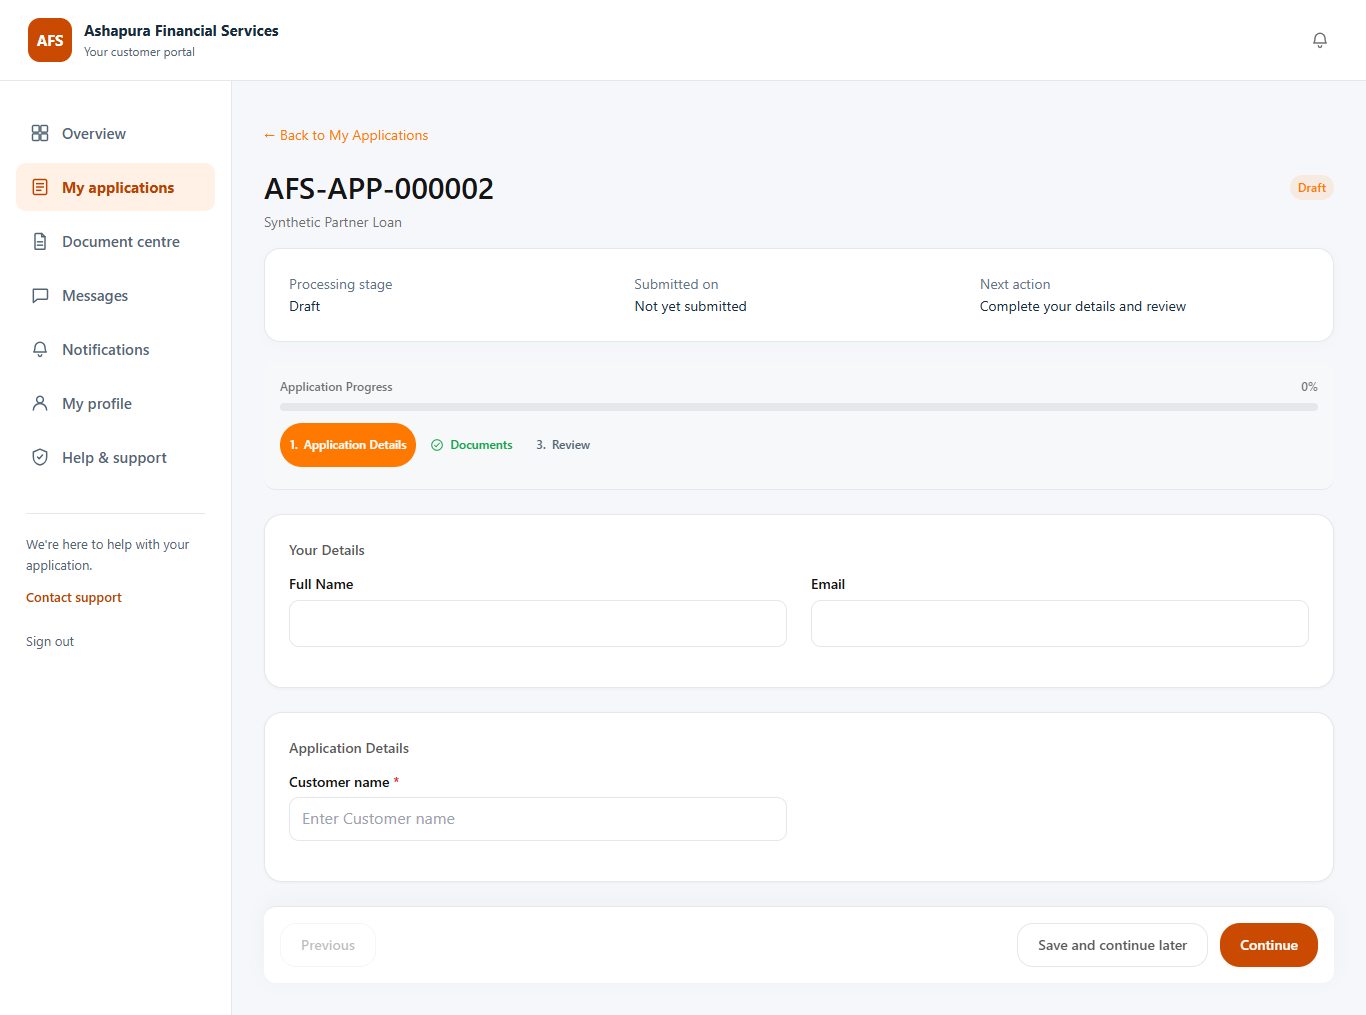 AFS
Ashapura Financial Services
Your customer portal
Overview
My applications
Document centre
Messages
Notifications
My profile
Help & support
We're here to help with your
application.
Contact support
Sign out
← Back to My Applications
AFS-APP-000002
Draft
Synthetic Partner Loan
Processing stage
Draft
Submitted on
Not yet submitted
Next action
Complete your details and review
Application Progress
0%
1. Application Details
Documents
3. Review
Your Details
Full Name
Email
Application Details
Customer name *
Enter Customer name
Previous
Save and continue later
Continue